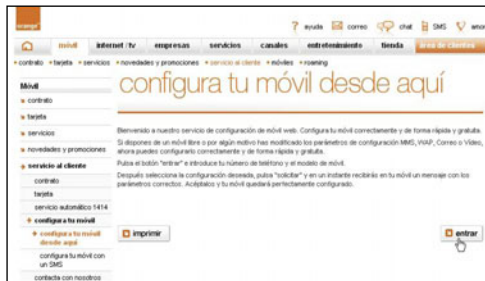 orange
ayuda correo chat SMS amor
móvil internet / tv empresas servicios canales entretenimiento tienda área de clientes
contrato tarjeta servicios novedades y promociones servicio al cliente móviles roaming
Móvil
configura tu móvil desde aquí
contrato
tarjeta
servicios
novedades y promociones
servicio al cliente
contrato
tarjeta
servicio automático 1414
configura tu móvil
configura tu móvil
desde aquí
configura tu móvil con
un SMS
contacta con nosotros
Bienvenido a nuestro servicio de configuración de móvil web. Configura tu móvil correctamente y de forma rápida y gratuita.
Si dispones de un móvil libre o por algún motivo has modificado los parámetros de configuración MMS, WAP, Correo o Vídeo,
ahora puedes configurarlo correctamente y de forma rápida y gratuita.
Pulsa el botón "entrar" e introduce tu número de teléfono y el modelo de móvil.
Después selecciona la configuración deseada, pulsa "solicitar" y en un instante recibirás en tu móvil un mensaje con los
parámetros correctos. Acéptalos y tu móvil quedará perfectamente configurado.
imprimir
entrar